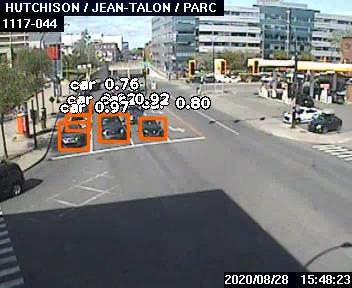 HUTCHISON / JEAN-TALON / PARC
1117-044
car 0.76
0.92
car 0.97
0.80
2020/08/28 15:48:23